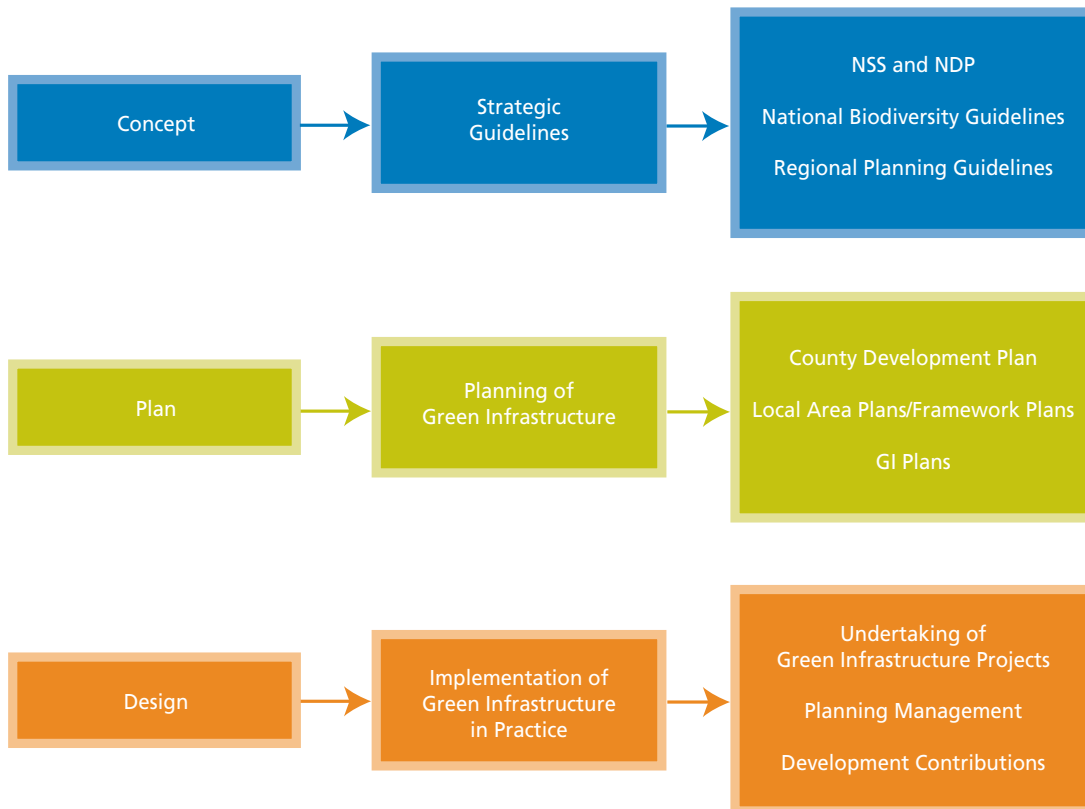 Concept
Strategic
Guidelines
NSS and NDP
National Biodiversity Guidelines
Regional Planning Guidelines
Plan
Planning of
Green Infrastructure
County Development Plan
Local Area Plans/Framework Plans
GI Plans
Design
Implementation of
Green Infrastructure
in Practice
Undertaking of
Green Infrastructure Projects
Planning Management
Development Contributions